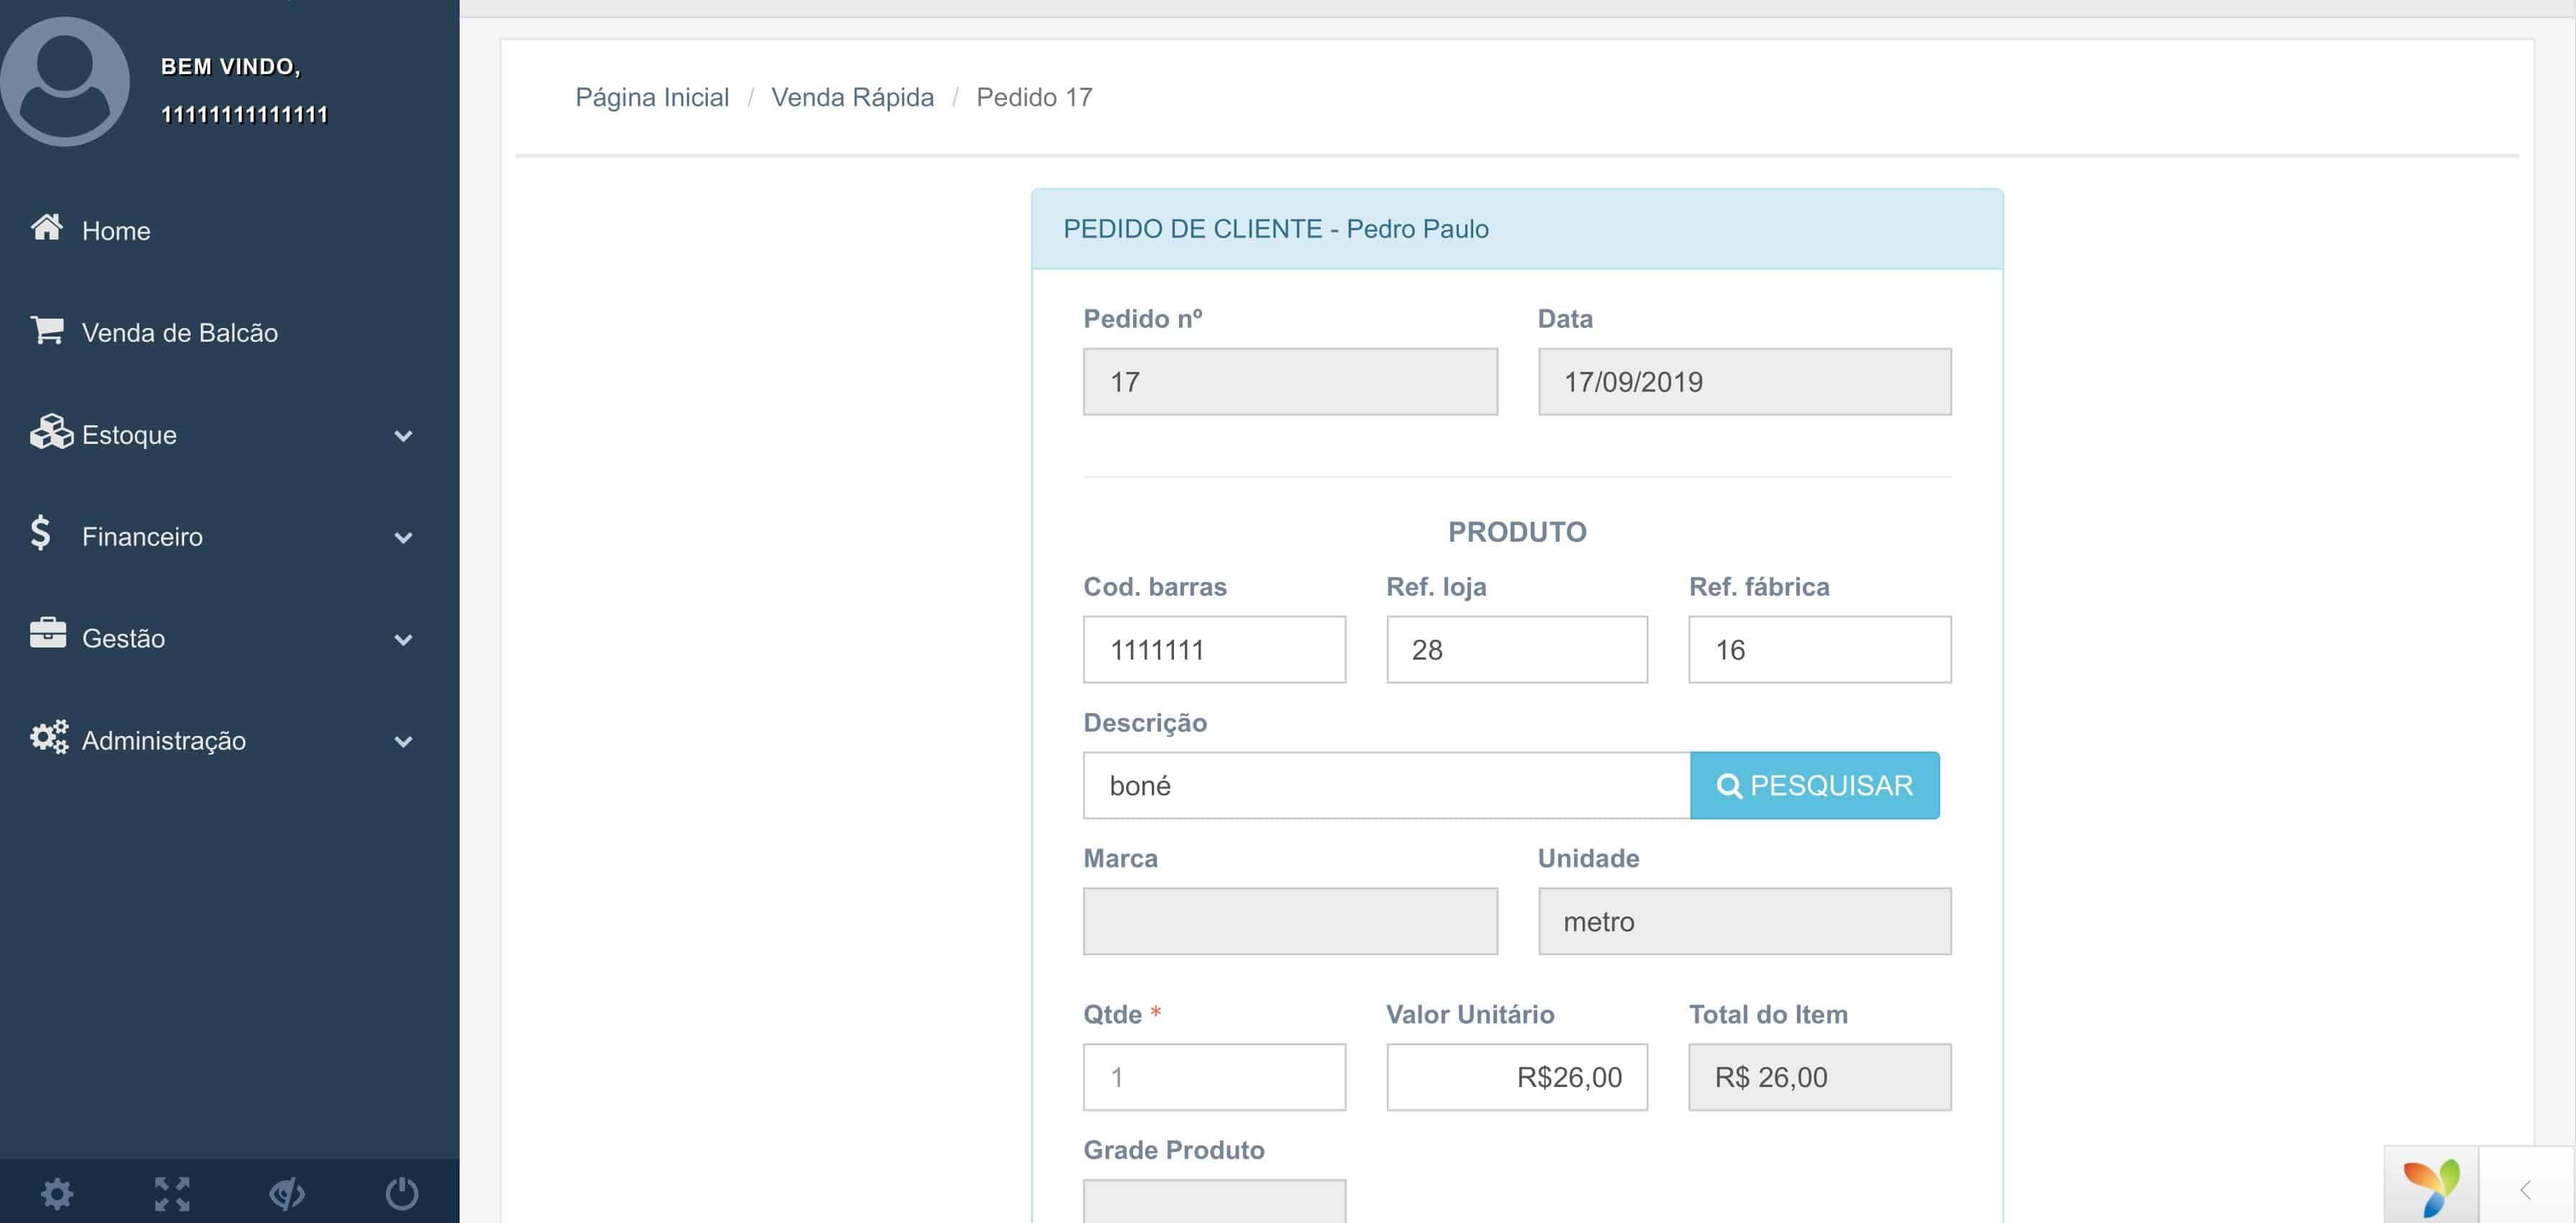 BEM VINDO,
11111111111111
Home
Venda de Balcão
Estoque
Financeiro
Gestão
Administração
Página Inicial / Venda Rápida / Pedido 17
PEDIDO DE CLIENTE - Pedro Paulo
Pedido nº Data
17 17/09/2019
PRODUTO
Cod. barras Ref. loja Ref. fábrica
1111111 28 16
Descrição
boné PESQUISAR
Marca Unidade
metro
Qtde * Valor Unitário Total do Item
1 R$26,00 R$ 26,00
Grade Produto